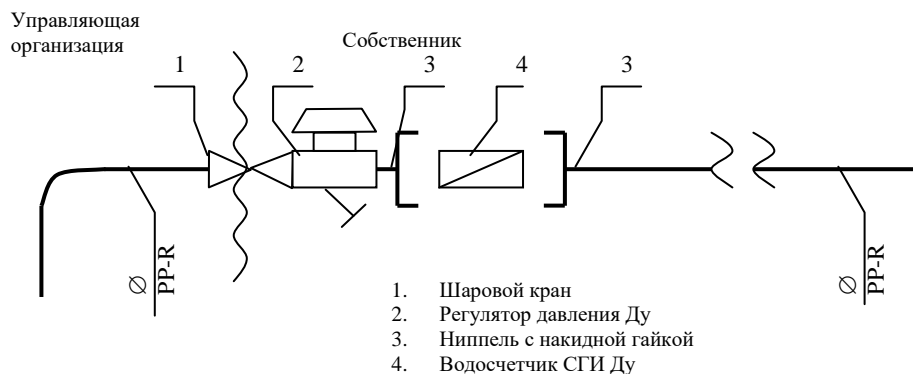 Управляющая
организация
Собственник
1 2 3 4 3
∅ PP-R
∅ PP-R
1. Шаровой кран
2. Регулятор давления Ду
3. Ниппель с накидной гайкой
4. Водосчетчик СГИ Ду